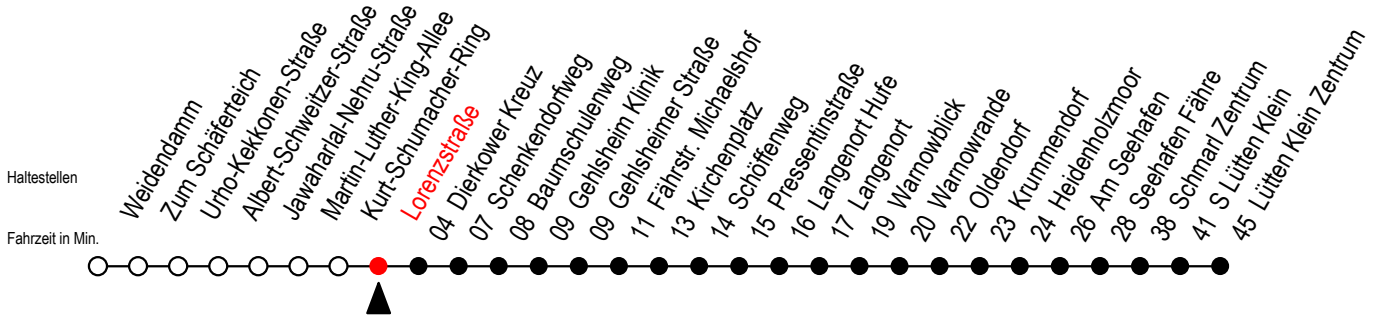 Haltestellen
Fahrzeit in Min.
Weidendamm
Zum Schäferteich
Urho-Kekkonen-Straße
Albert-Schweitzer-Straße
Jawaharlal-Nehru-Straße
Martin-Luther-King-Allee
Kurt-Schumacher-Ring
Lorenzstraße
04 Dierkower Kreuz
07 Schenkendorfweg
08 Baumschulenweg
09 Gehlsheim Klinik
09 Gehlsheimer Straße
11 Fährstr. Michaelshof
13 Kirchenplatz
14 Schöffenweg
15 Pressentinstraße
16 Langenort Hufe
17 Langenort
19 Warnowblick
20 Warnowrande
22 Oldendorf
23 Krummendorf
24 Heidenholzmoor
26 Am Seehafen
28 Seehafen Fähre
38 Schmarl Zentrum
41 S Lütten Klein
45 Lütten Klein Zentrum